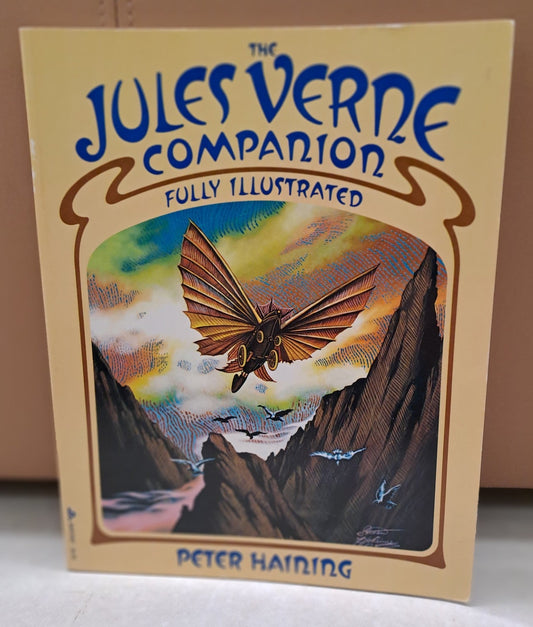 THE
JULES VERNE
COMPANION
FULLY ILLUSTRATED
PETER HAINING